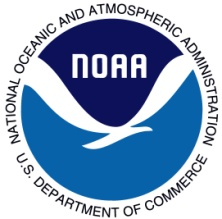 NATIONAL OCEANIC AND ATMOSPHERIC ADMINISTRATION
NOAA
U.S. DEPARTMENT OF COMMERCE